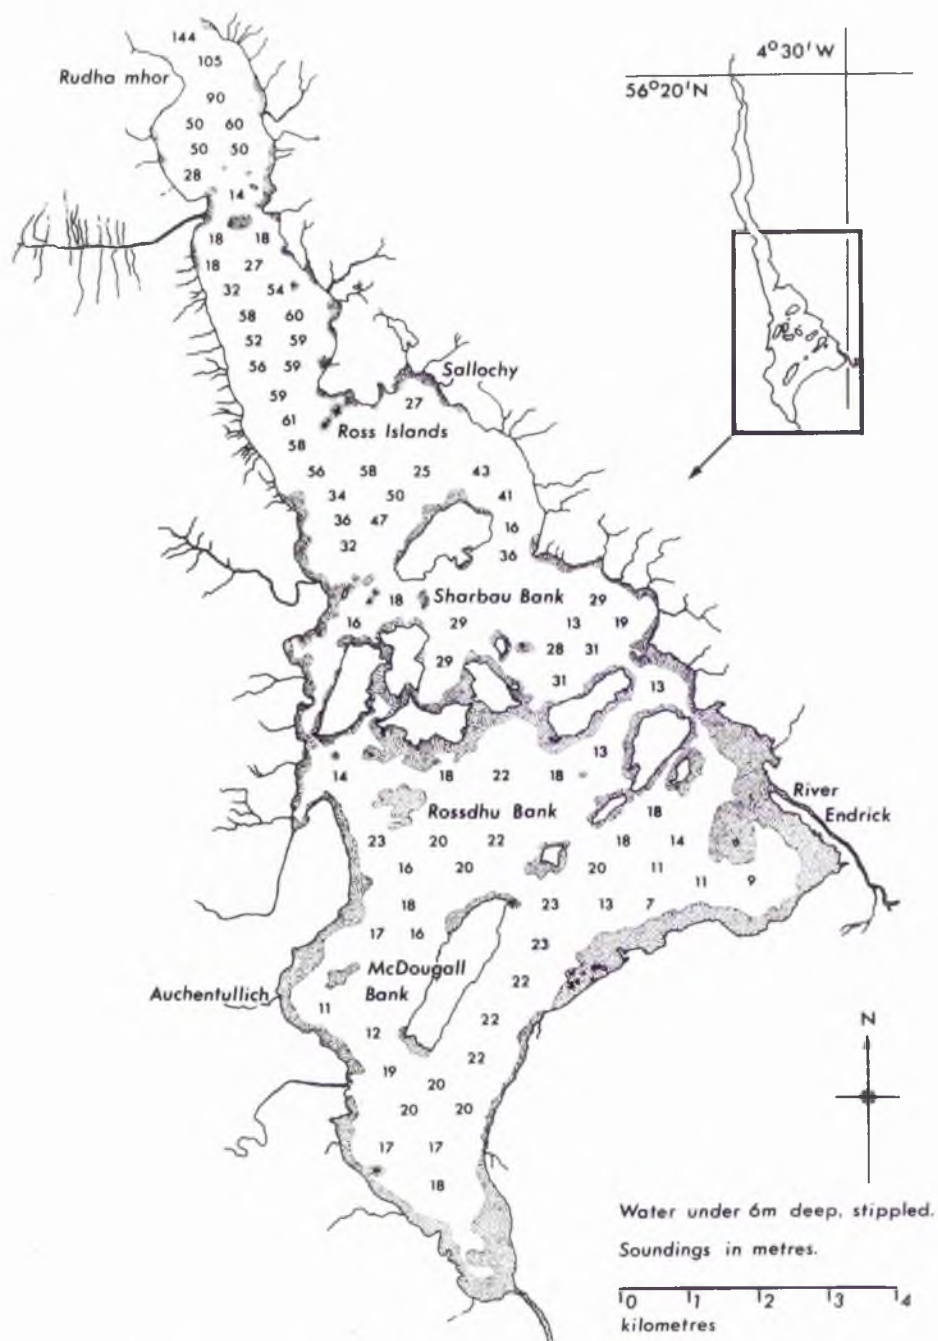 144
4°30'W
105
Rudha mhor
56°20'N
90
50 60
50 50
28
14
18 18
18 27
32 54
58 60
52 59
56 59
Sallochy
59
27
61
Ross Islands
58
56 58 25 43
34 50 41
36 47 16
32 36
18 Sharbau Bank 29
16 29 13 19
28 31
29
31 13
13
14 18 22 18
River
Endrick
Rossdhu Bank 18
23 20 22 18 14
16 20 20 11
11 9
18 23 13 7
17 16
23
McDougall
Bank
22
Auchentullich
11
22
N
12
22
19
20
20 20
17 17
18
Water under 6m deep, stippled.
Soundings in metres.
0 1 2 3 4
kilometres